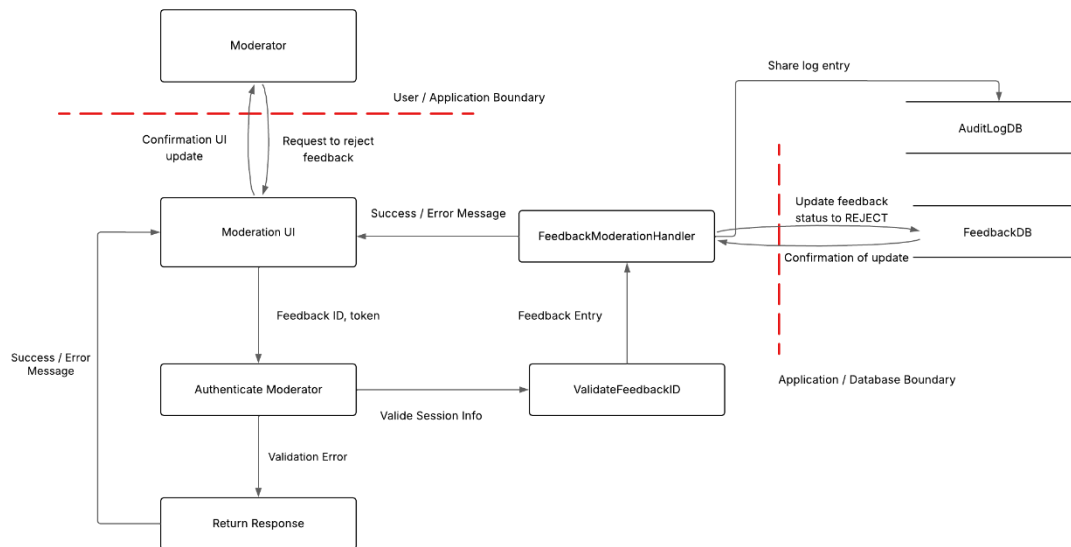 Moderator
Share log entry
User / Application Boundary
AuditLogDB
Confirmation UI
update
Request to reject
feedback
Update feedback
status to REJECT
Success / Error Message
Moderation UI
FeedbackModerationHandler
FeedbackDB
Confirmation of update
Feedback ID, token
Feedback Entry
Success / Error
Message
Application / Database Boundary
Authenticate Moderator
ValidateFeedbackID
Valide Session Info
Validation Error
Return Response